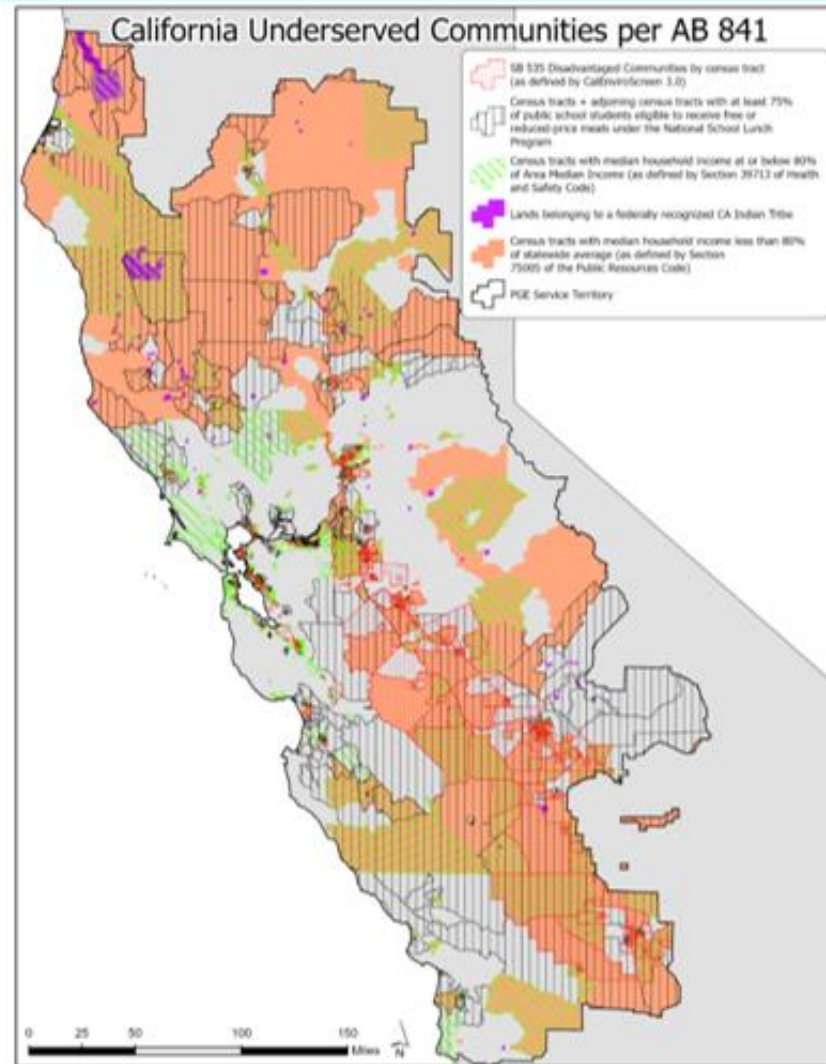 California Underserved Communities per AB 841
SB 535 Disadvantaged Communities by census tract
(as defined by CalEnviroScreen 3.0)
Census tracts + adjoining census tracts with at least 75%
of public school students eligible to receive free or
reduced-price meals under the National School Lunch
Program
Census tracts with median household income at or below 80%
of Area Median Income (as defined by Section 39713 of Health
and Safety Code)
Lands belonging to a federally recognized CA Indian Tribe
Census tracts with median household income less than 80%
of statewide average (as defined by Section
75005 of the Public Resources Code)
PGE Service Territory
0 25 50 100 150
Miles
N